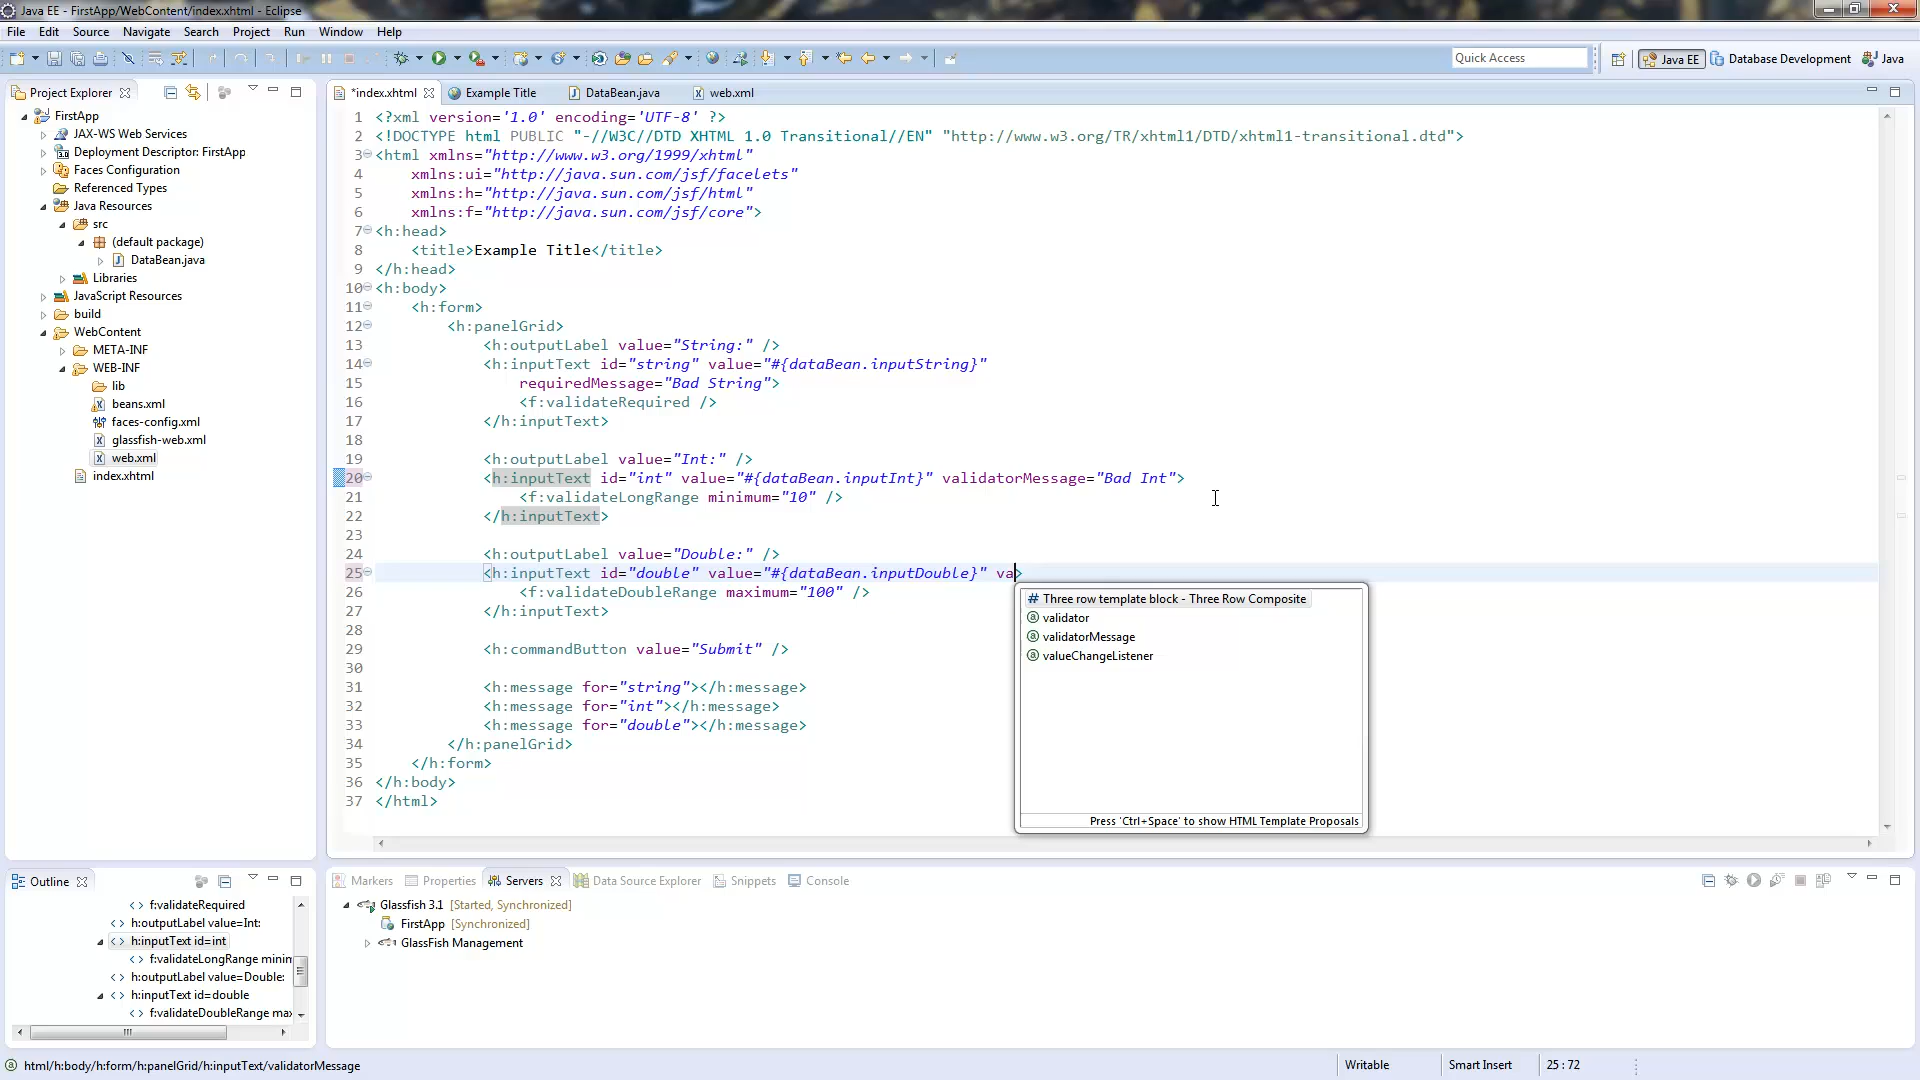 Java EE - FirstApp/WebContent/index.xhtml - Eclipse
File Edit Source Navigate Search Project Run Window Help
Quick Access
Java EE
Database Development
Java
Project Explorer
*index.xhtml
Example Title
DataBean.java
web.xml
FirstApp
JAX-WS Web Services
Deployment Descriptor: FirstApp
Faces Configuration
Referenced Types
Java Resources
src
(default package)
DataBean.java
Libraries
JavaScript Resources
build
WebContent
META-INF
WEB-INF
lib
beans.xml
faces-config.xml
glassfish-web.xml
web.xml
index.xhtml
1 <?xml version='1.0' encoding='UTF-8' ?>
2 <!DOCTYPE html PUBLIC "-//W3C//DTD XHTML 1.0 Transitional//EN" "http://www.w3.org/TR/xhtml1/DTD/xhtml1-transitional.dtd">
3 <html xmlns="http://www.w3.org/1999/xhtml"
4 xmlns:ui="http://java.sun.com/jsf/facelets"
5 xmlns:h="http://java.sun.com/jsf/html"
6 xmlns:f="http://java.sun.com/jsf/core">
7 <h:head>
8 <title>Example Title</title>
9 </h:head>
10 <h:body>
11 <h:form>
12 <h:panelGrid>
13 <h:outputLabel value="String:" />
14 <h:inputText id="string" value="#{dataBean.inputString}"
15 requiredMessage="Bad String">
16 <f:validateRequired />
17 </h:inputText>
18
19 <h:outputLabel value="Int:" />
20 <h:inputText id="int" value="#{dataBean.inputInt}" validatorMessage="Bad Int">
21 <f:validateLongRange minimum="10" />
22 </h:inputText>
23
24 <h:outputLabel value="Double:" />
25 <h:inputText id="double" value="#{dataBean.inputDouble}" va>
26 <f:validateDoubleRange maximum="100" />
27 </h:inputText>
28
29 <h:commandButton value="Submit" />
30
31 <h:message for="string"></h:message>
32 <h:message for="int"></h:message>
33 <h:message for="double"></h:message>
34 </h:panelGrid>
35 </h:form>
36 </h:body>
37 </html>
# Three row template block - Three Row Composite
validator
validatorMessage
valueChangeListener
Press 'Ctrl+Space' to show HTML Template Proposals
Outline
f:validateRequired
h:outputLabel value=Int:
h:inputText id=int
f:validateLongRange minin
h:outputLabel value=Double:
h:inputText id=double
f:validateDoubleRange max
Markers
Properties
Servers
Data Source Explorer
Snippets
Console
Glassfish 3.1 [Started, Synchronized]
FirstApp [Synchronized]
GlassFish Management
html/h:body/h:form/h:panelGrid/h:inputText/validatorMessage
Writable
Smart Insert
25 : 72